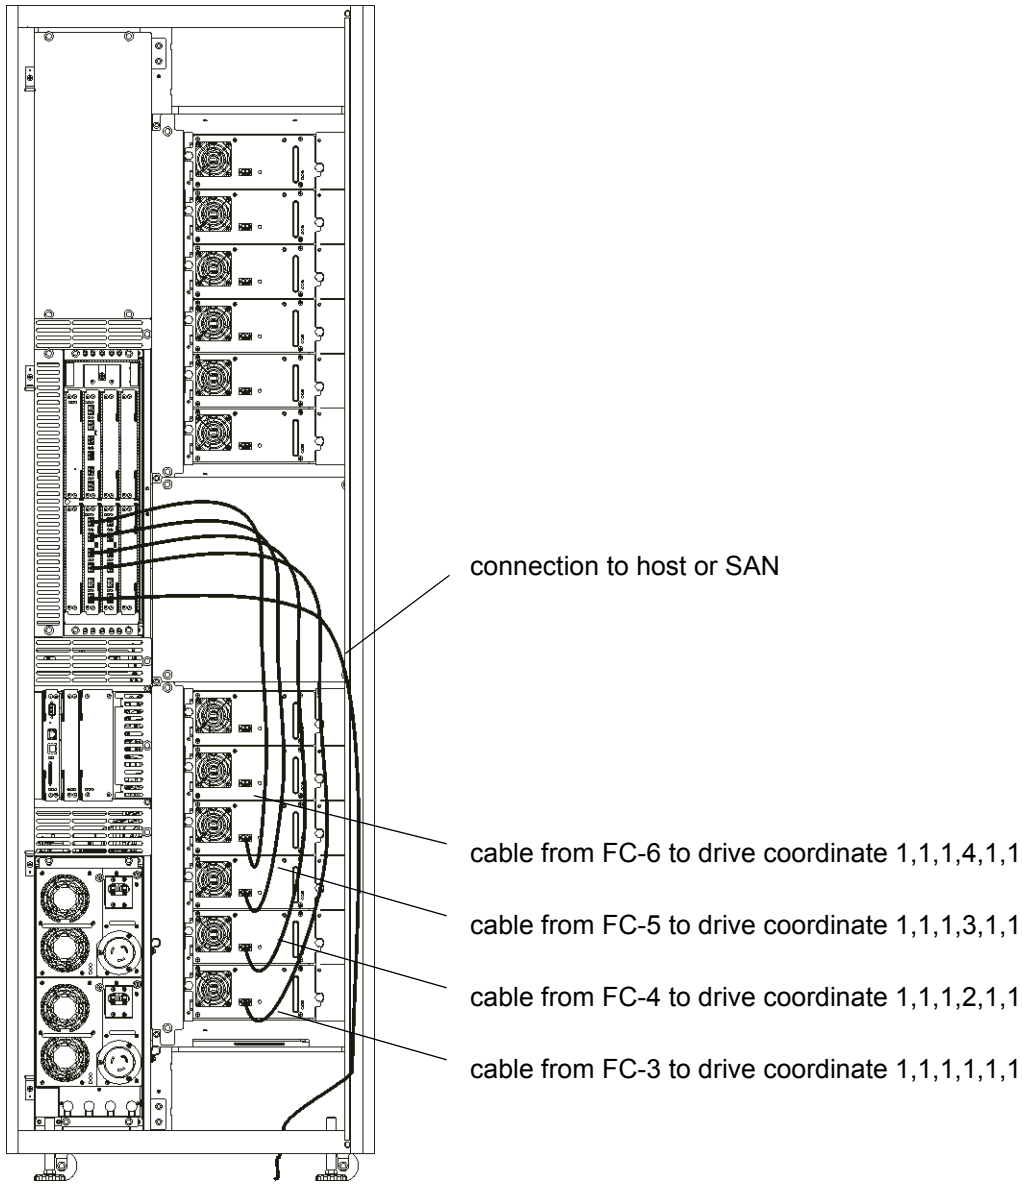 connection to host or SAN
cable from FC-6 to drive coordinate 1,1,1,4,1,1
cable from FC-5 to drive coordinate 1,1,1,3,1,1
cable from FC-4 to drive coordinate 1,1,1,2,1,1
cable from FC-3 to drive coordinate 1,1,1,1,1,1